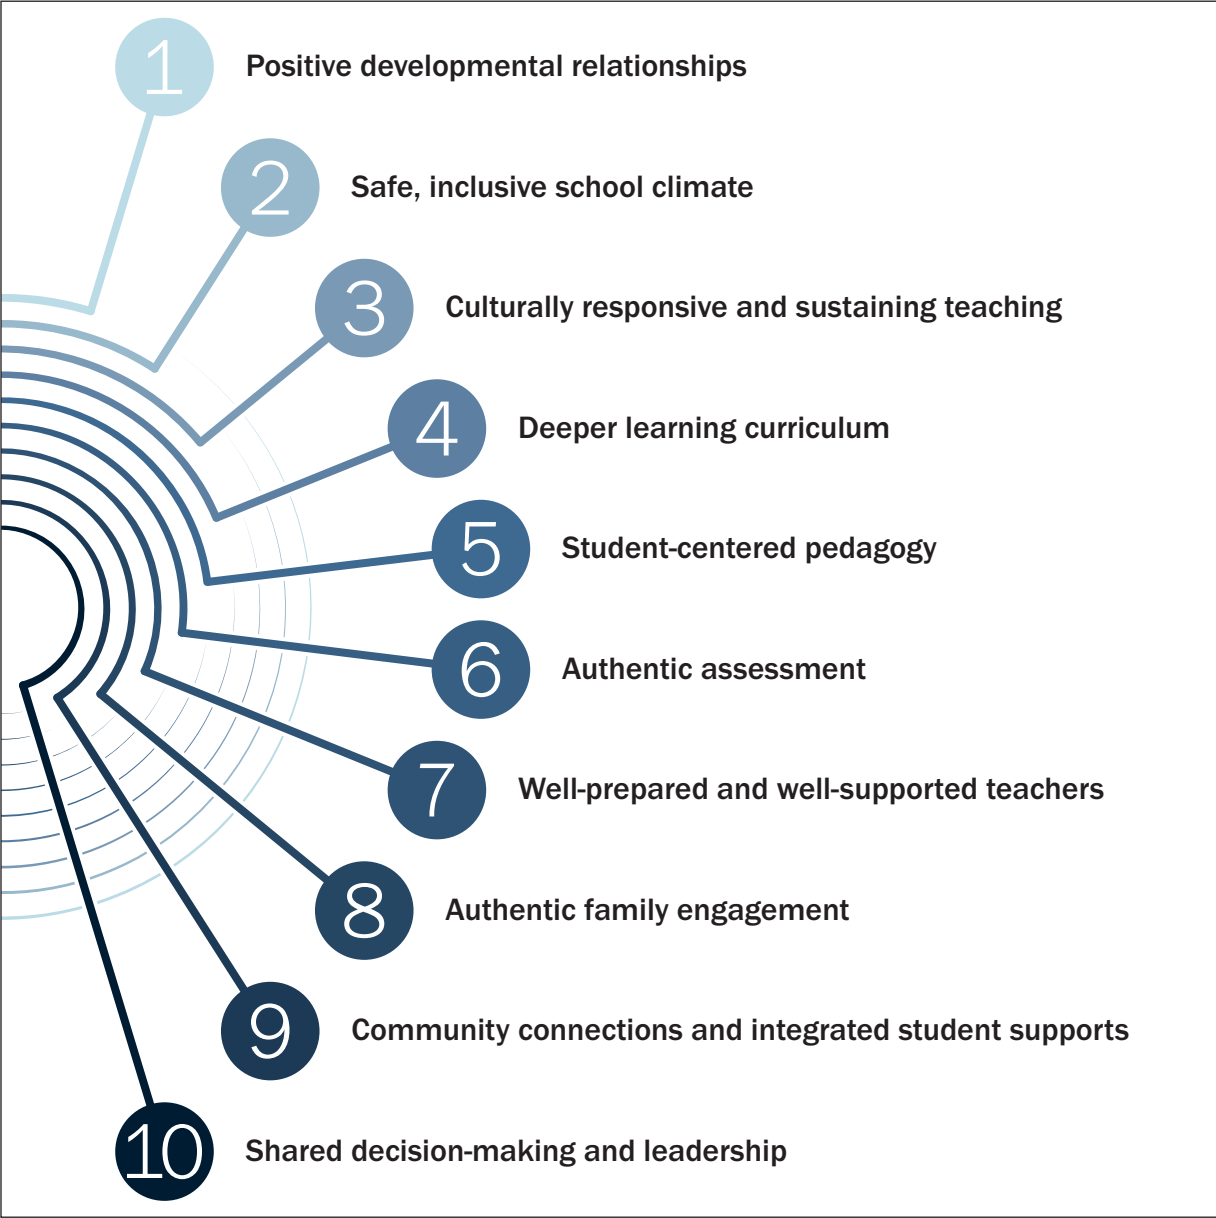 1 Positive developmental relationships
2 Safe, inclusive school climate
3 Culturally responsive and sustaining teaching
4 Deeper learning curriculum
5 Student-centered pedagogy
6 Authentic assessment
7 Well-prepared and well-supported teachers
8 Authentic family engagement
9 Community connections and integrated student supports
10 Shared decision-making and leadership